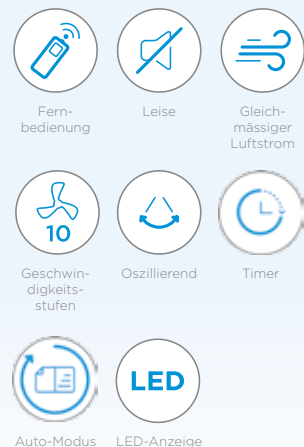 Fern-
bedienung
Leise
Gleich-
mässiger
Luftstrom
10
Geschwin-
digkeits-
stufen
Oszillierend
Timer
Auto-Modus
LED
LED-Anzeige